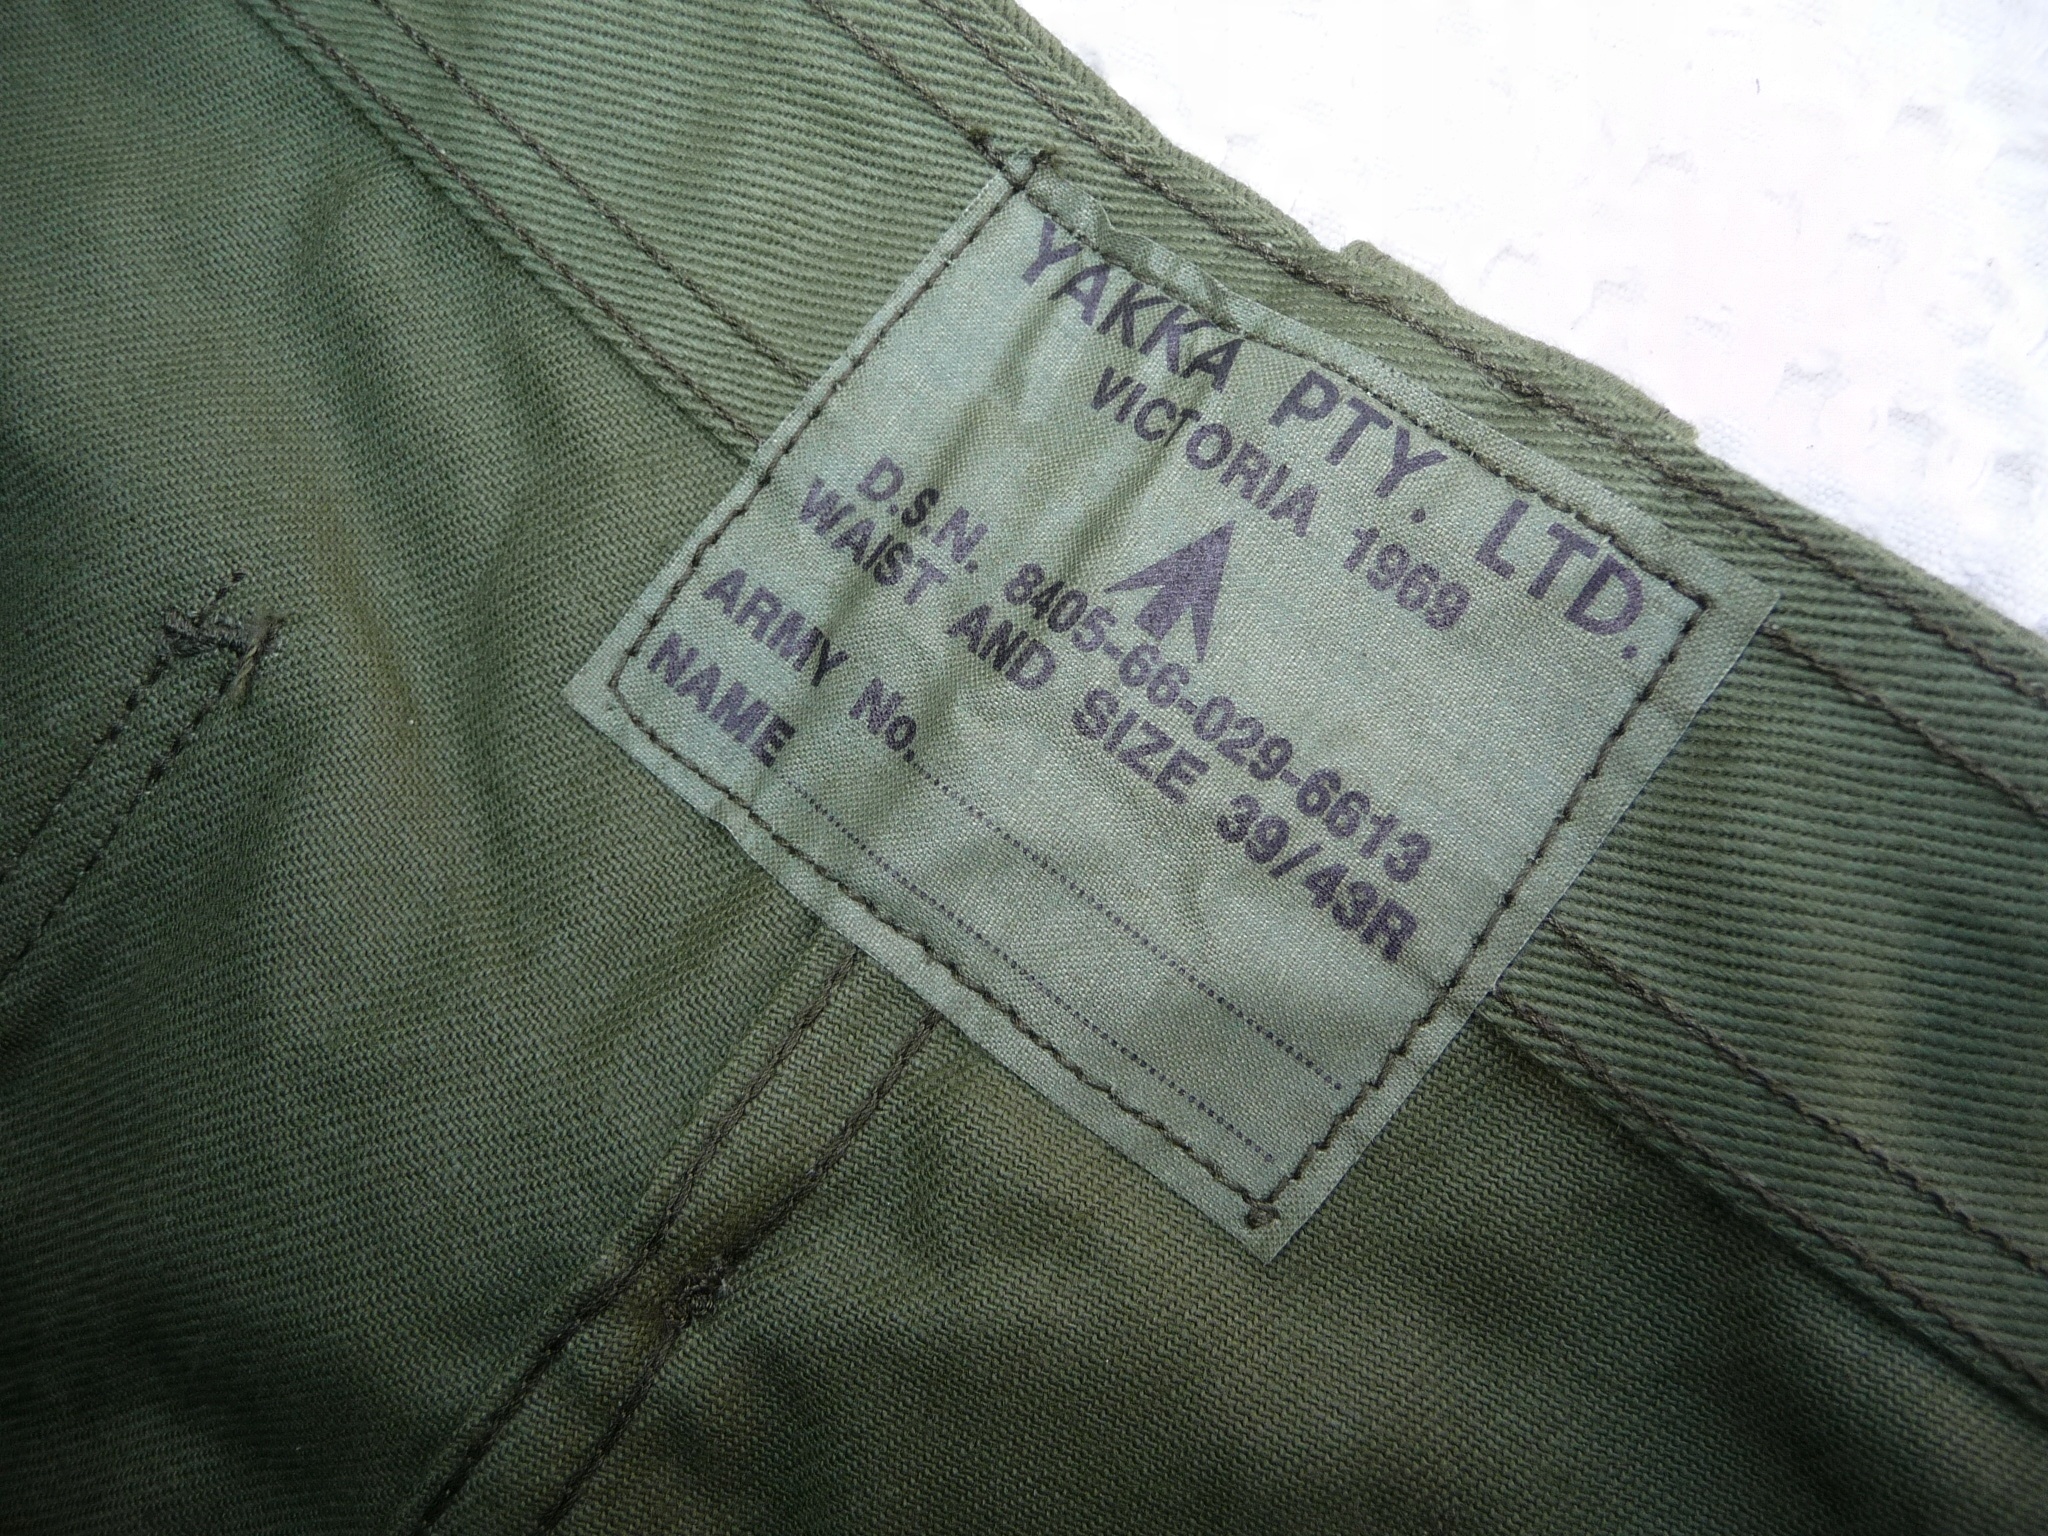 YAKKA PTY. LTD.
VICTORIA 1969
D.S.N. 8405-66-029-6613
WAIST AND SIZE 39/43R
ARMY No..............................
NAME..............................